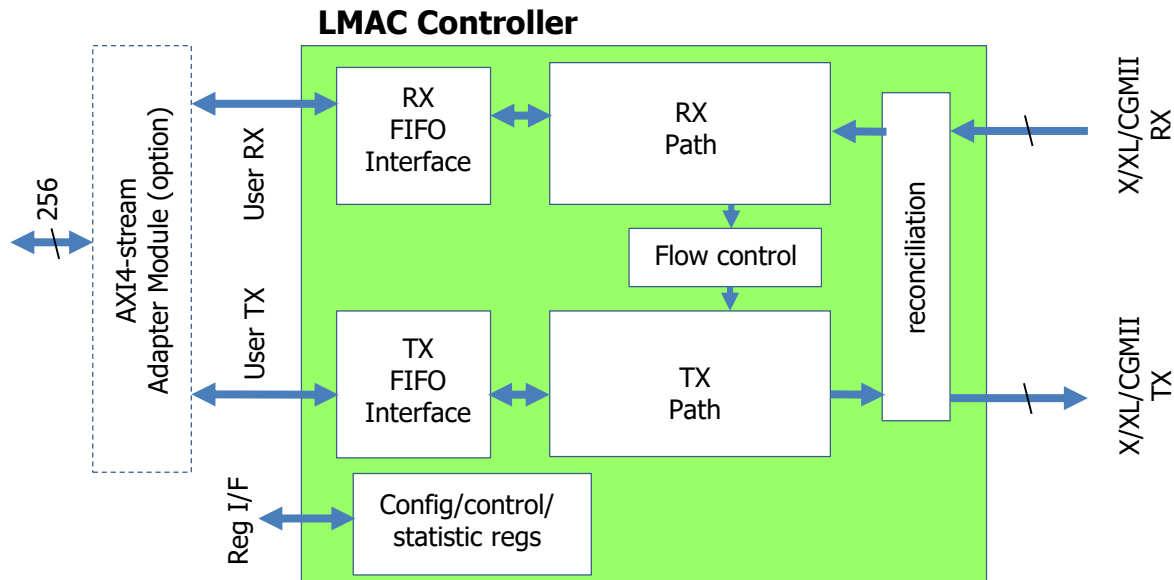 LMAC Controller
256
AXI4-stream
Adapter Module (option)
User RX
User TX
RX
FIFO
Interface
RX
Path
Flow control
TX
FIFO
Interface
TX
Path
reconciliation
X/XL/CGMII
RX
X/XL/CGMII
TX
Reg I/F
Config/control/
statistic regs